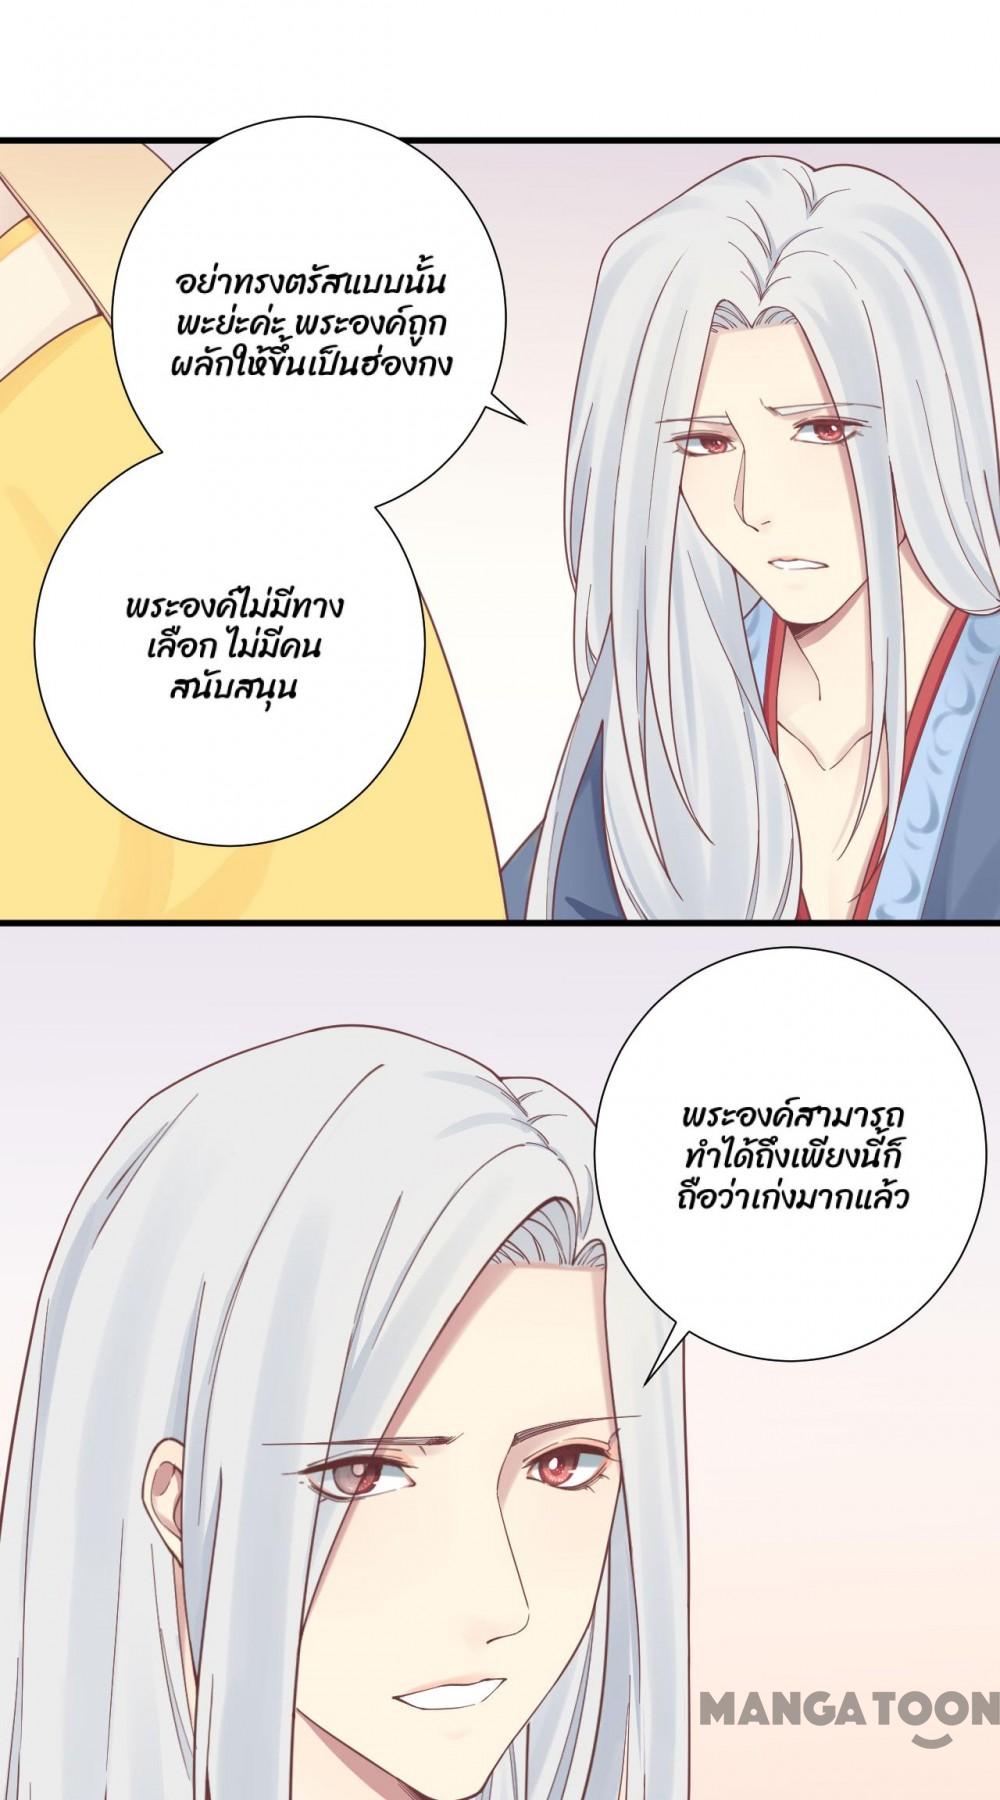 อย่าทรงตรัสแบบนั้น
พะย่ะค่ะ พระองค์ถูก
ผลักให้ขึ้นเป็นฮ่องกง
พระองค์ไม่มีทาง
เลือก ไม่มีคน
สนับสนุน
พระองค์สามารถ
ทำได้ถึงเพียงนี้ก็
ถือว่าเก่งมากแล้ว
MANGATOON